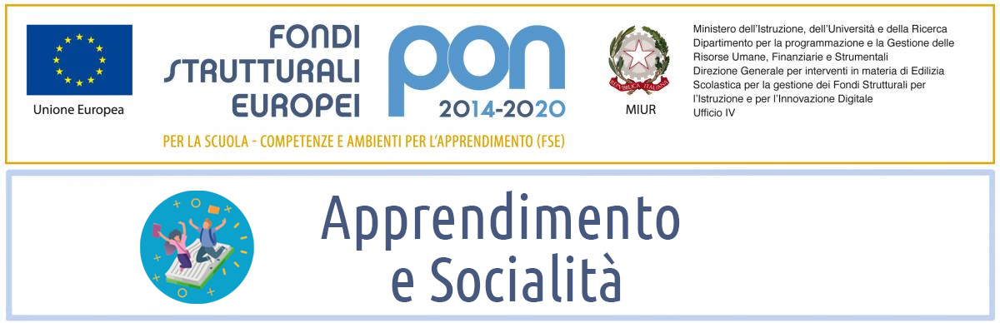 Unione Europea
FONDI
STRUTTURALI
EUROPEI
pon
2014-2020
PER LA SCUOLA - COMPETENZE E AMBIENTI PER L'APPRENDIMENTO (FSE)
REPVBBLICA ITALIANA
MIUR
Ministero dell'Istruzione, dell'Università e della Ricerca
Dipartimento per la programmazione e la Gestione delle
Risorse Umane, Finanziarie e Strumentali
Direzione Generale per interventi in materia di Edilizia
Scolastica per la gestione dei Fondi Strutturali per
l'Istruzione e per l'Innovazione Digitale
Ufficio IV
Apprendimento
e Socialità